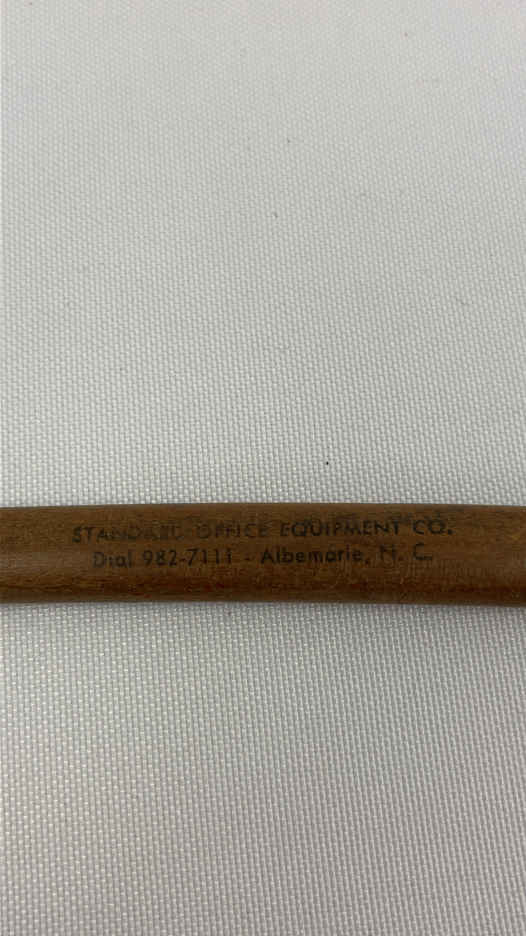 STANDARD OFFICE EQUIPMENT CO.
Dial 982-7111 - Albemarle, N. C.